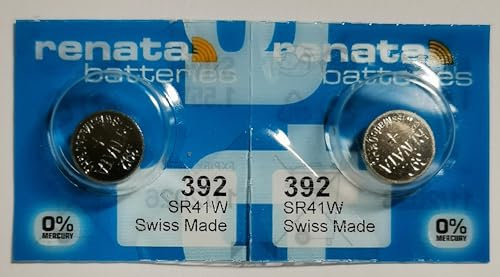 renata
batteries
392
SR41W
Swiss Made
0%
MERCURY
renata
batteries
392
SR41W
Swiss Made
0%
MERCURY